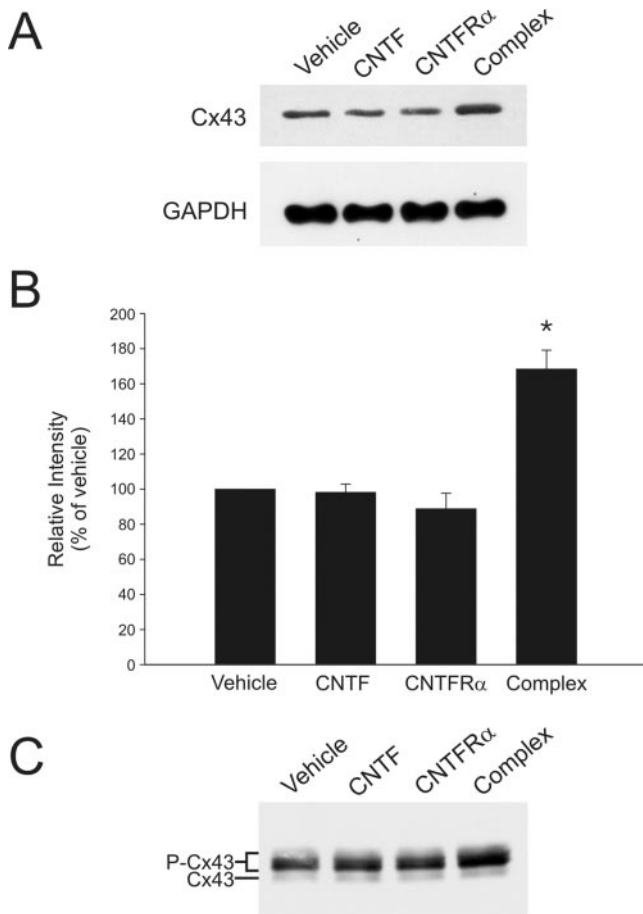 A
Vehicle CNTF CNTFRα Complex
Cx43
GAPDH
B
Relative Intensity
(% of vehicle)
200
180
160
140
120
100
80
60
40
20
0
*
Vehicle CNTF CNTFRα Complex
C
Vehicle CNTF CNTFRα Complex
P-Cx43
Cx43